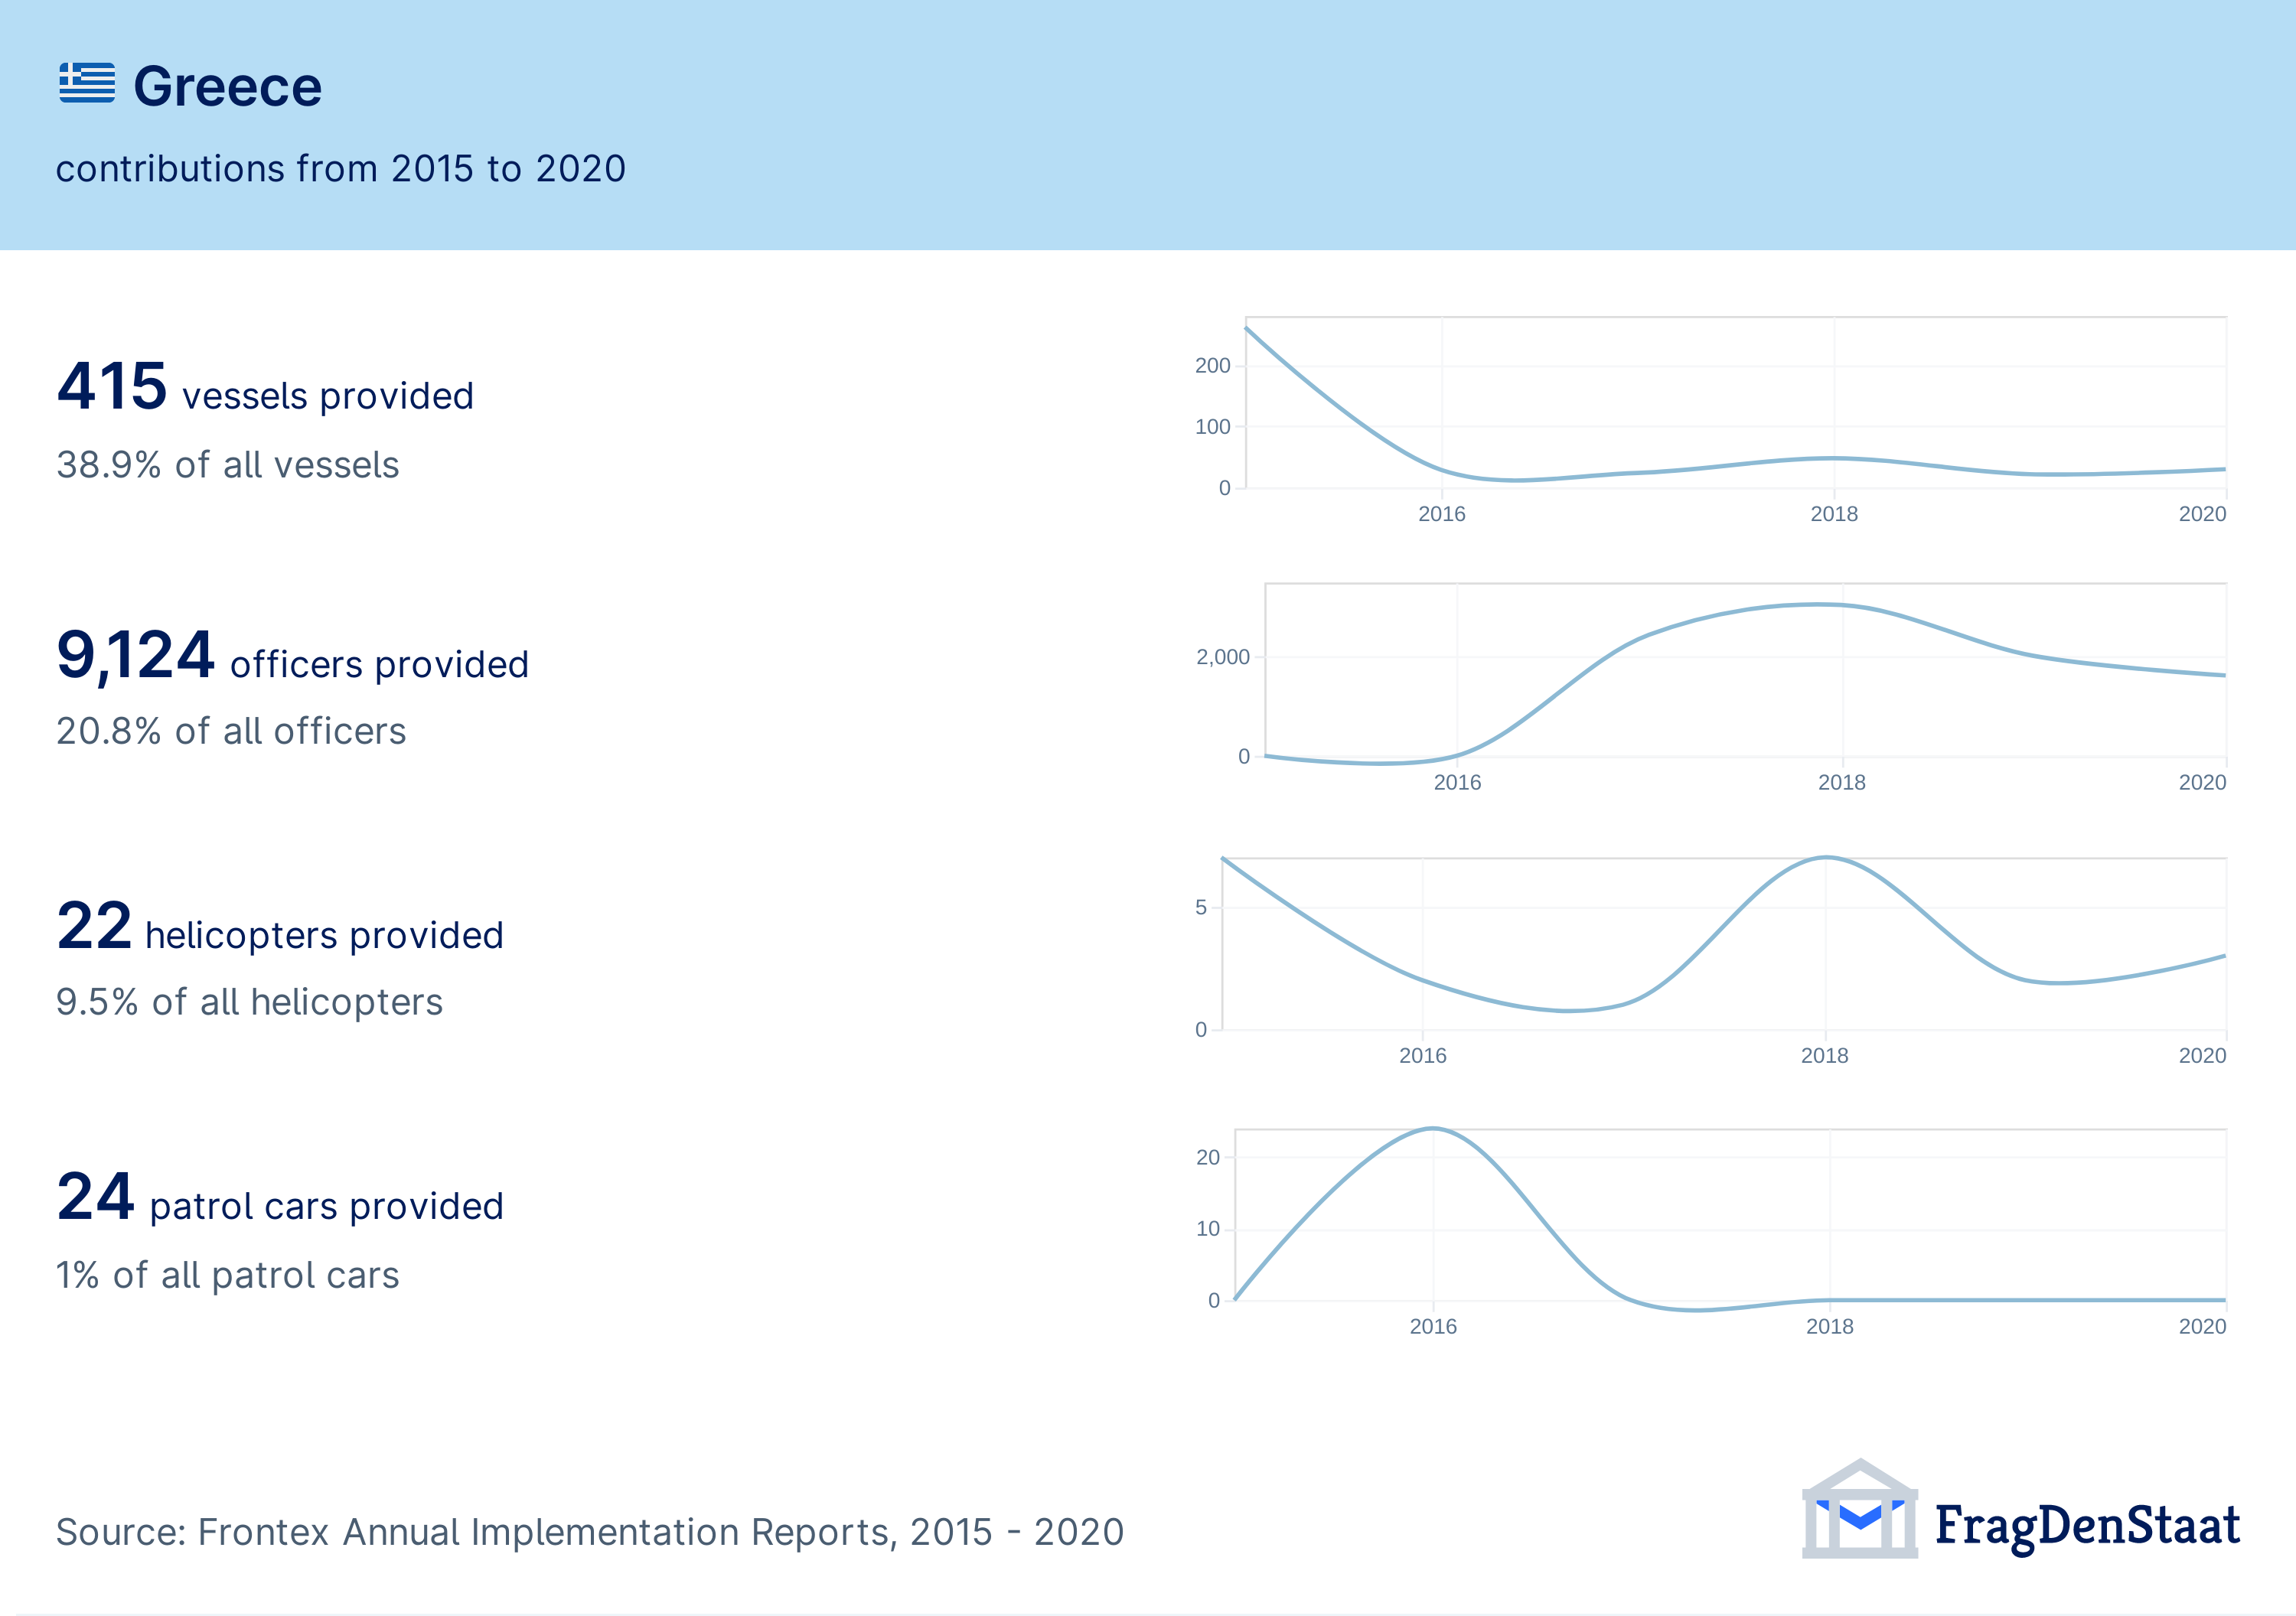 Greece
contributions from 2015 to 2020
415 vessels provided
38.9% of all vessels
200
100
0
2016 2018 2020
9,124 officers provided
20.8% of all officers
2,000
0
2016 2018 2020
22 helicopters provided
9.5% of all helicopters
5
0
2016 2018 2020
24 patrol cars provided
1% of all patrol cars
20
10
0
2016 2018 2020
Source: Frontex Annual Implementation Reports, 2015 - 2020
FragDenStaat